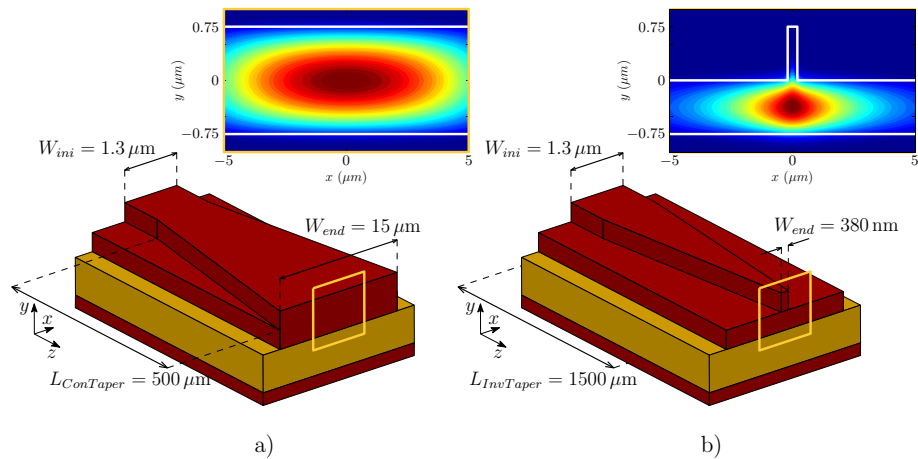 0.75
0
−0.75
y (μm)
−5
0
5
x (μm)
W_ini = 1.3 μm
W_end = 15 μm
y
x
z
L_ConTaper = 500 μm
a)
0.75
0
−0.75
y (μm)
−5
0
5
x (μm)
W_ini = 1.3 μm
W_end = 380 nm
y
x
z
L_InvTaper = 1500 μm
b)